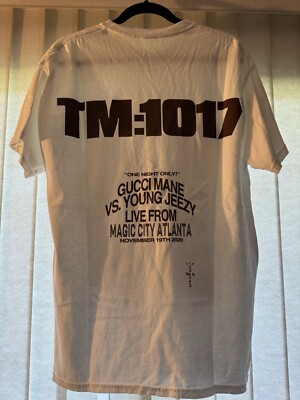 TM:1017
"ONE NIGHT ONLY!"
GUCCI MANE
VS. YOUNG JEEZY
LIVE FROM
MAGIC CITY ATLANTA
NOVEMBER 19TH 2020